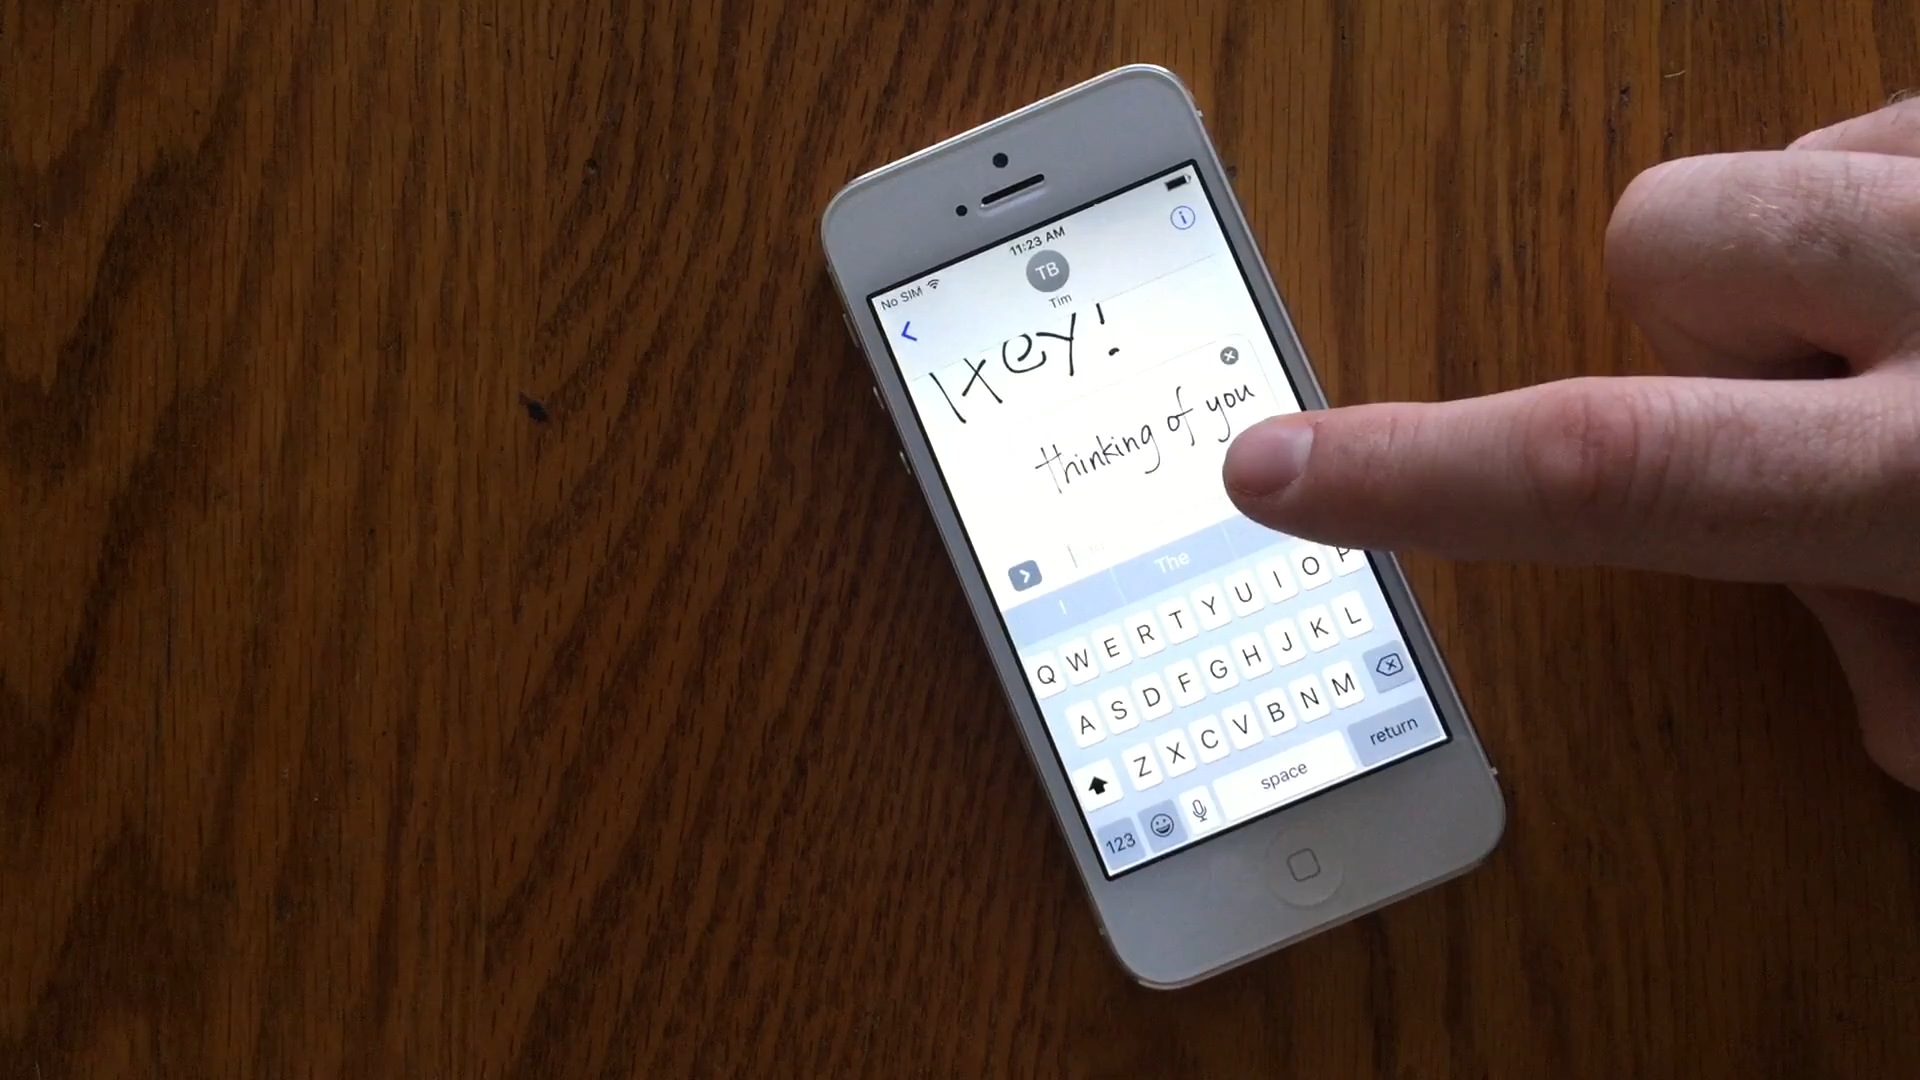 11:23 AM
No SIM
TB
Tim
Hey!
thinking of you
I
The
Q W E R T Y U I O P
A S D F G H J K L
Z X C V B N M
123
space
return